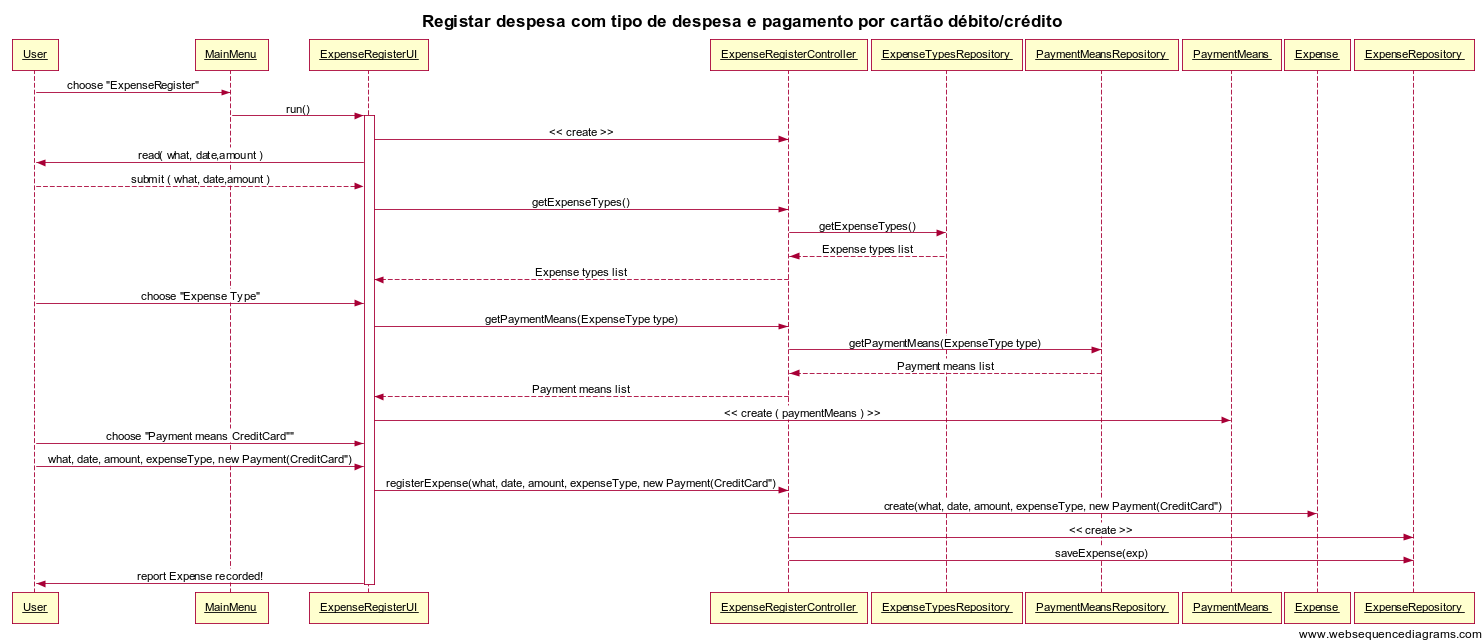 Registar despesa com tipo de despesa e pagamento por cartão débito/crédito
User
MainMenu
ExpenseRegisterUI
ExpenseRegisterController
ExpenseTypesRepository
PaymentMeansRepository
PaymentMeans
Expense
ExpenseRepository
choose "ExpenseRegister"
run()
<< create >>
read( what, date,amount )
submit ( what, date,amount )
getExpenseTypes()
getExpenseTypes()
Expense types list
Expense types list
choose "Expense Type"
getPaymentMeans(ExpenseType type)
getPaymentMeans(ExpenseType type)
Payment means list
Payment means list
<< create ( paymentMeans ) >>
choose "Payment means CreditCard""
what, date, amount, expenseType, new Payment(CreditCard")
registerExpense(what, date, amount, expenseType, new Payment(CreditCard")
create(what, date, amount, expenseType, new Payment(CreditCard")
<< create >>
saveExpense(exp)
report Expense recorded!
User
MainMenu
ExpenseRegisterUI
ExpenseRegisterController
ExpenseTypesRepository
PaymentMeansRepository
PaymentMeans
Expense
ExpenseRepository
www.websequencediagrams.com